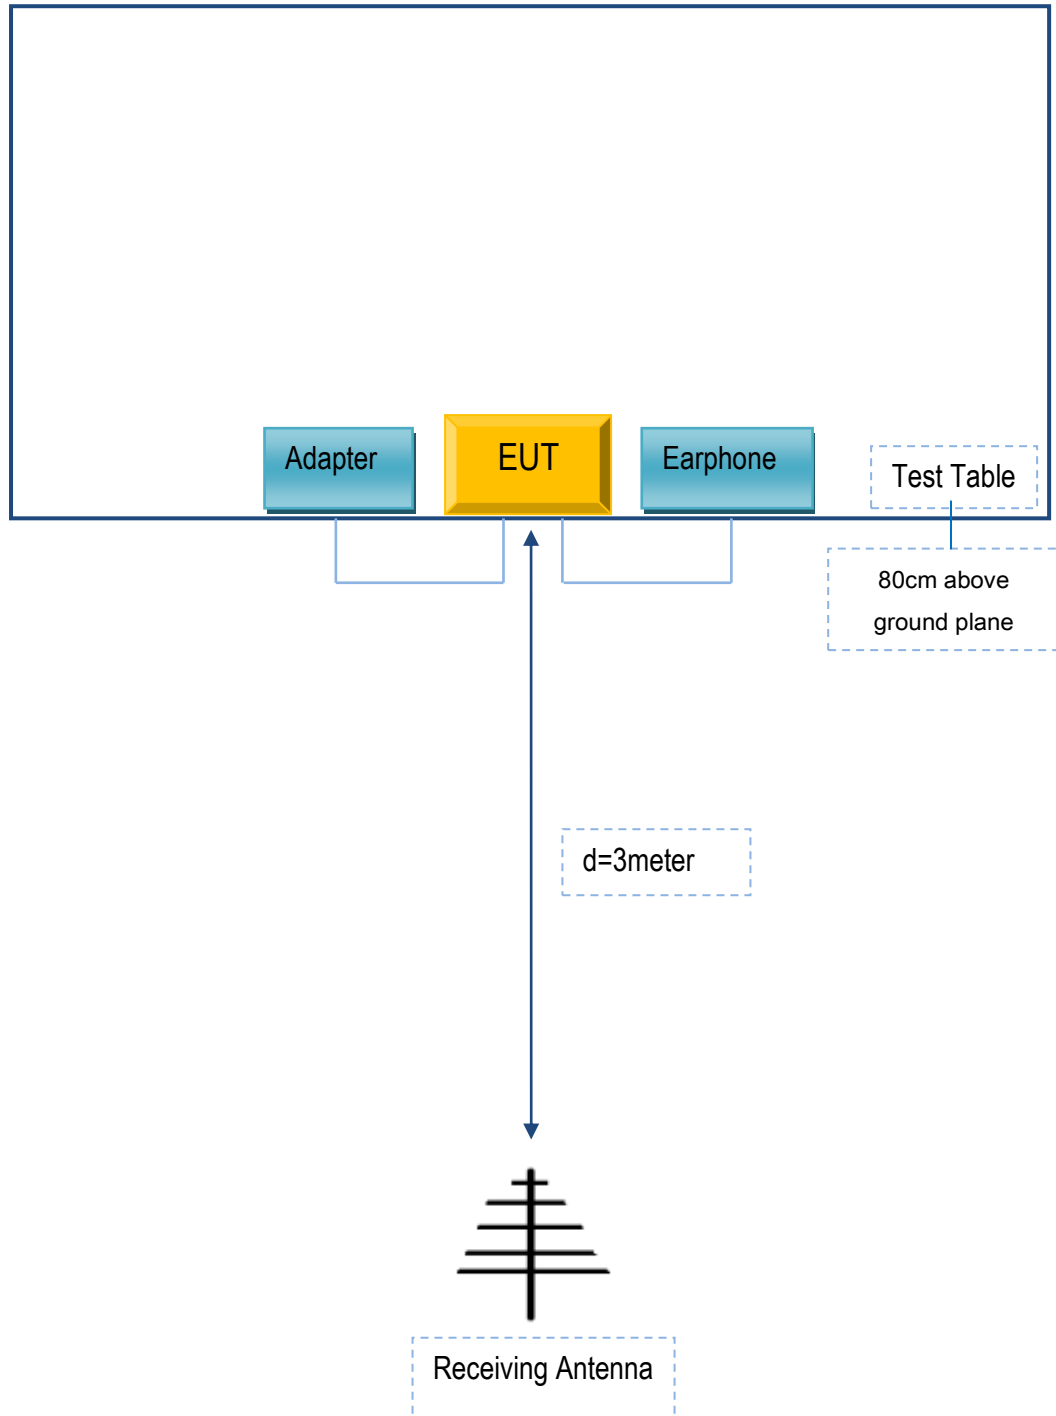 Adapter
EUT
Earphone
Test Table
80cm above
ground plane
d=3meter
Receiving Antenna